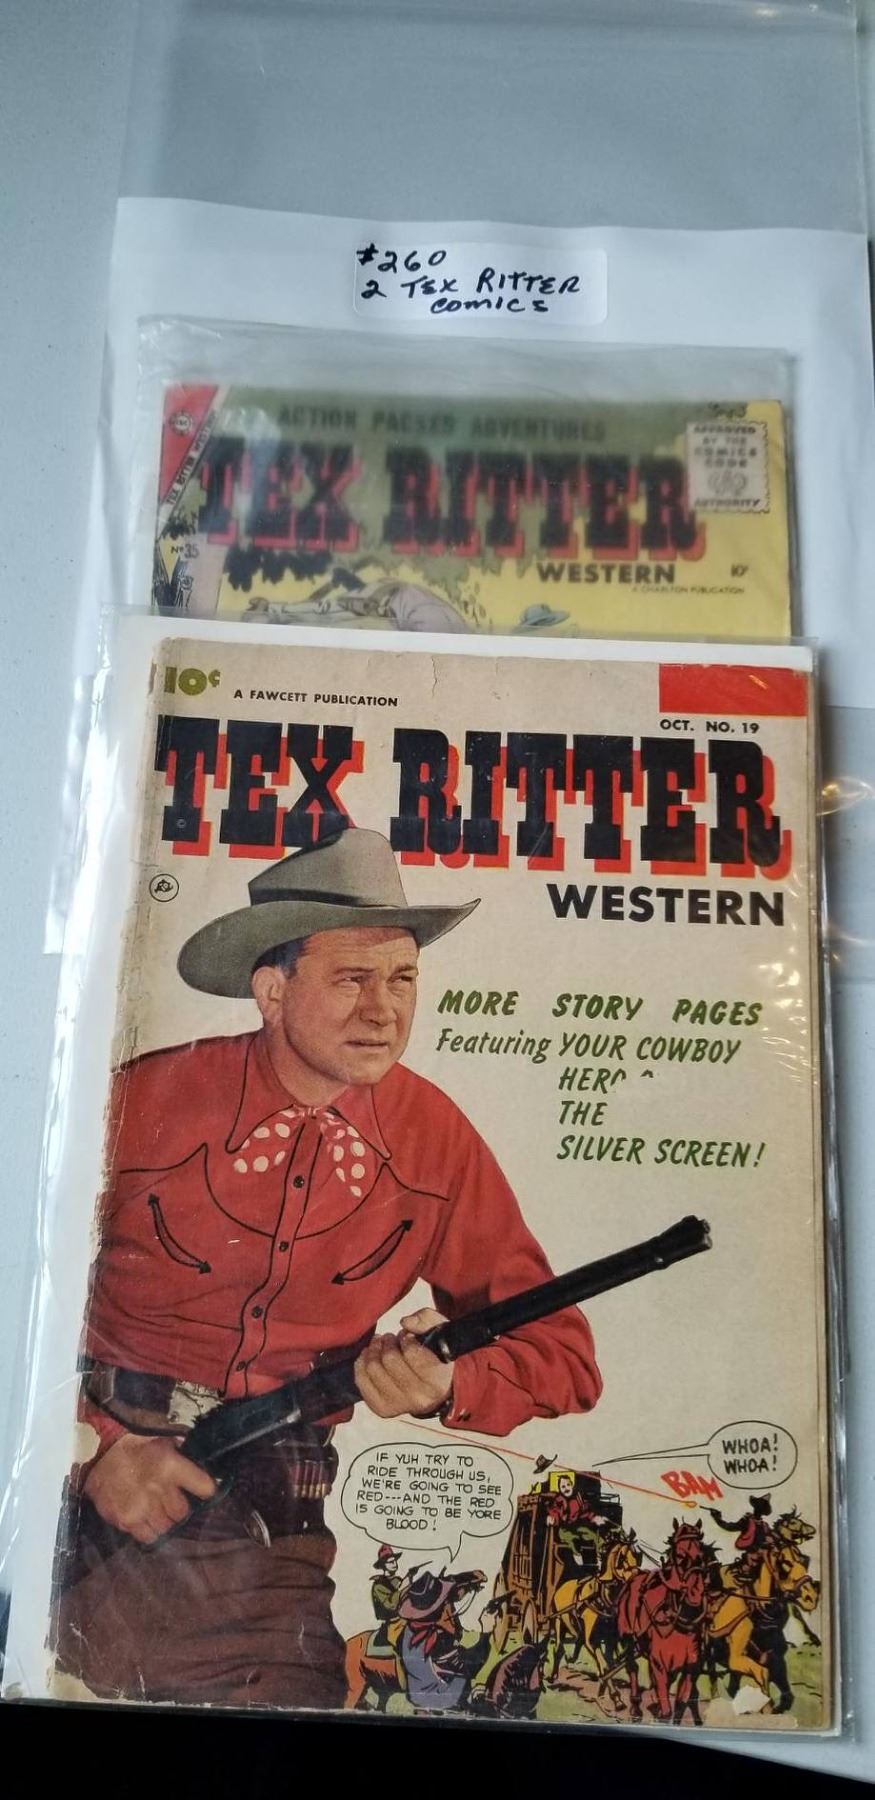 #260
2 TEX RITTER
COMICS
ACTION PACKED ADVENTURES
TEX RITTER WESTERN
APPROVED
BY THE
COMICS
CODE
AUTHORITY
TEX RITTER
Nº 35
WESTERN
10¢
A CHARLTON PUBLICATION
10¢
A FAWCETT PUBLICATION
OCT. NO. 19
TEX RITTER
WESTERN
MORE STORY PAGES
Featuring YOUR COWBOY
THE
SILVER SCREEN!
WHOA!
WHOA!
BAM
IF YUH TRY TO
RIDE THROUGH US,
WE'RE GOING TO SEE
RED---AND THE RED
IS GOING TO BE YORE
BLOOD!